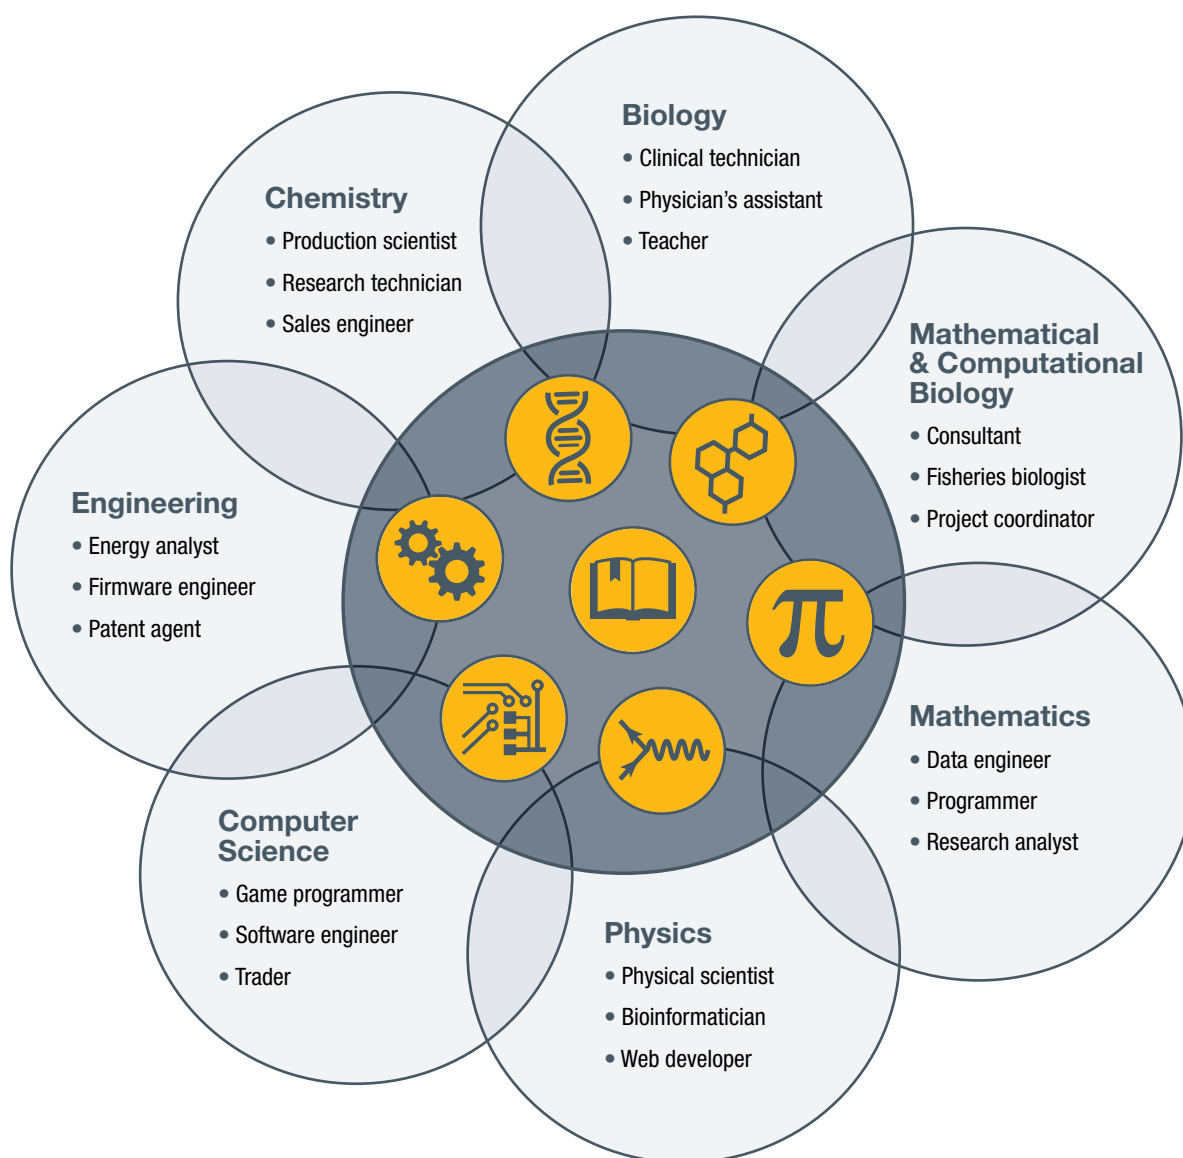 Biology
• Clinical technician
• Physician’s assistant
• Teacher
Chemistry
• Production scientist
• Research technician
• Sales engineer
Mathematical
& Computational
Biology
• Consultant
• Fisheries biologist
• Project coordinator
Engineering
• Energy analyst
• Firmware engineer
• Patent agent
π
Mathematics
• Data engineer
• Programmer
• Research analyst
Computer
Science
• Game programmer
• Software engineer
• Trader
Physics
• Physical scientist
• Bioinformatician
• Web developer